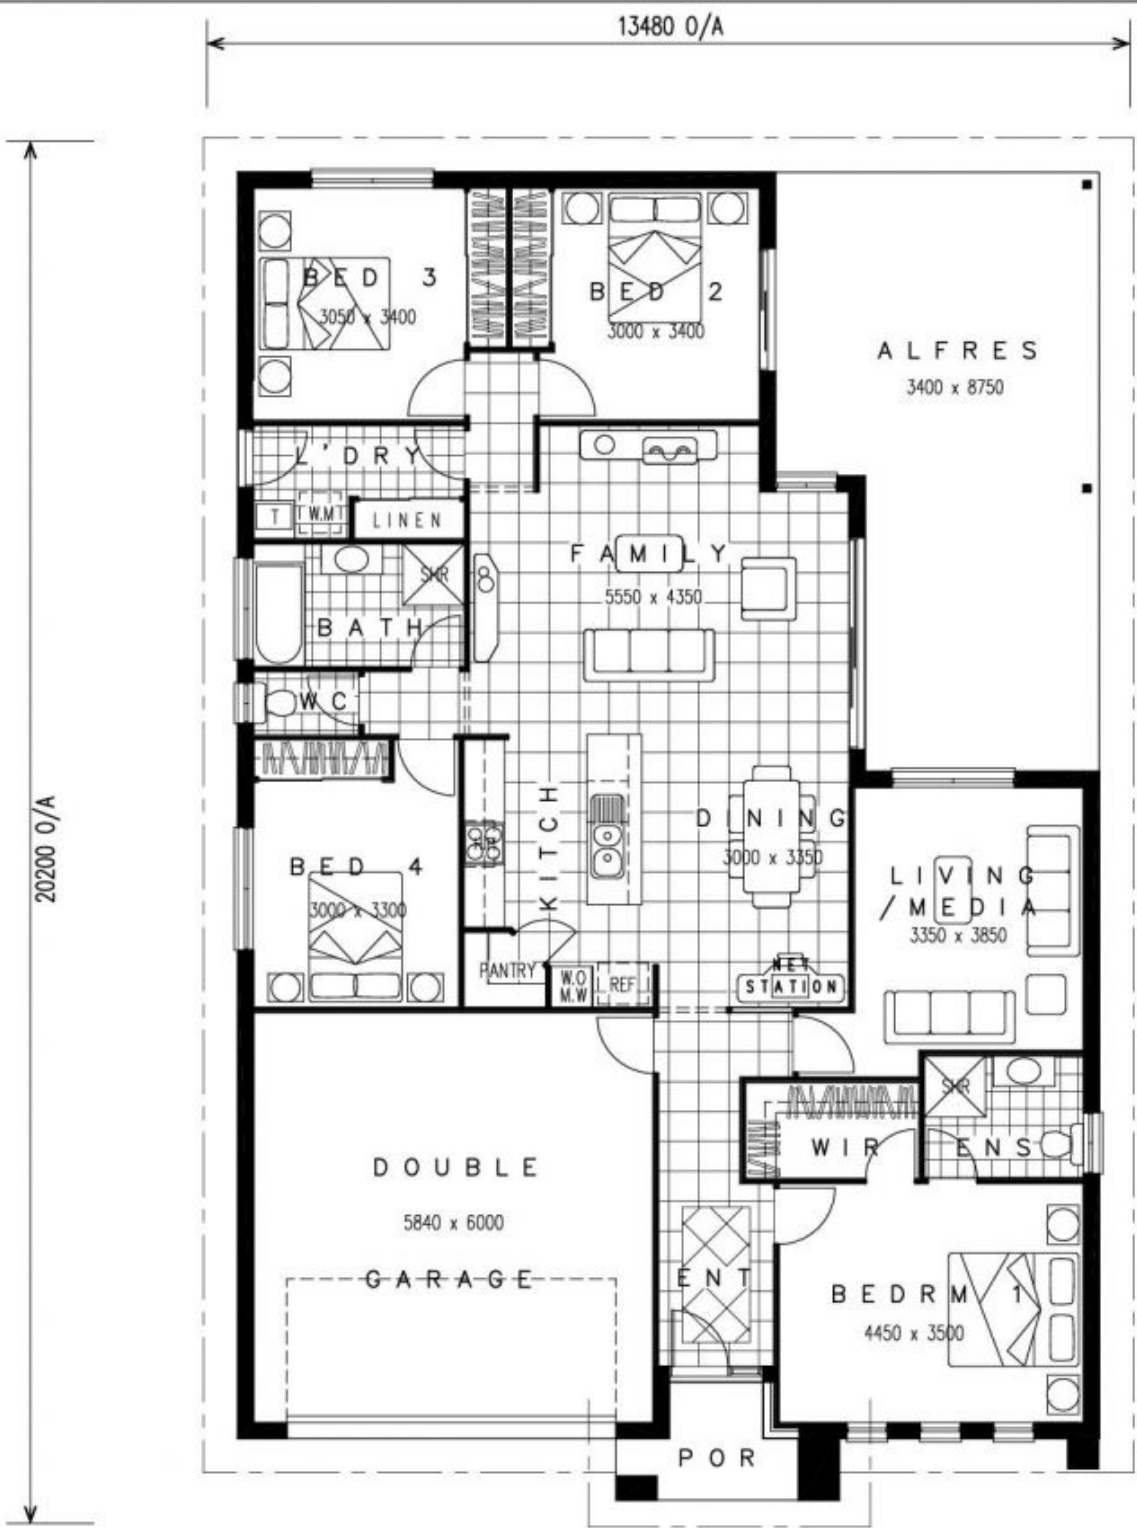 13480 O/A
20200 O/A
BED 3
3050 x 3400
BED 2
3000 x 3400
ALFRES
3400 x 8750
L'DRY
T
W.M
LINEN
FAMILY
5550 x 4350
SHR
BATH
WC
KITCH
DINING
3000 x 3350
BED 4
3000 x 3300
LIVING
/MEDIA
3350 x 3850
PANTRY
W.O
M.W
REF
NET
STATION
SHR
WIR
ENS
DOUBLE
5840 x 6000
GARAGE
ENT
BEDRM 1
4450 x 3500
POR